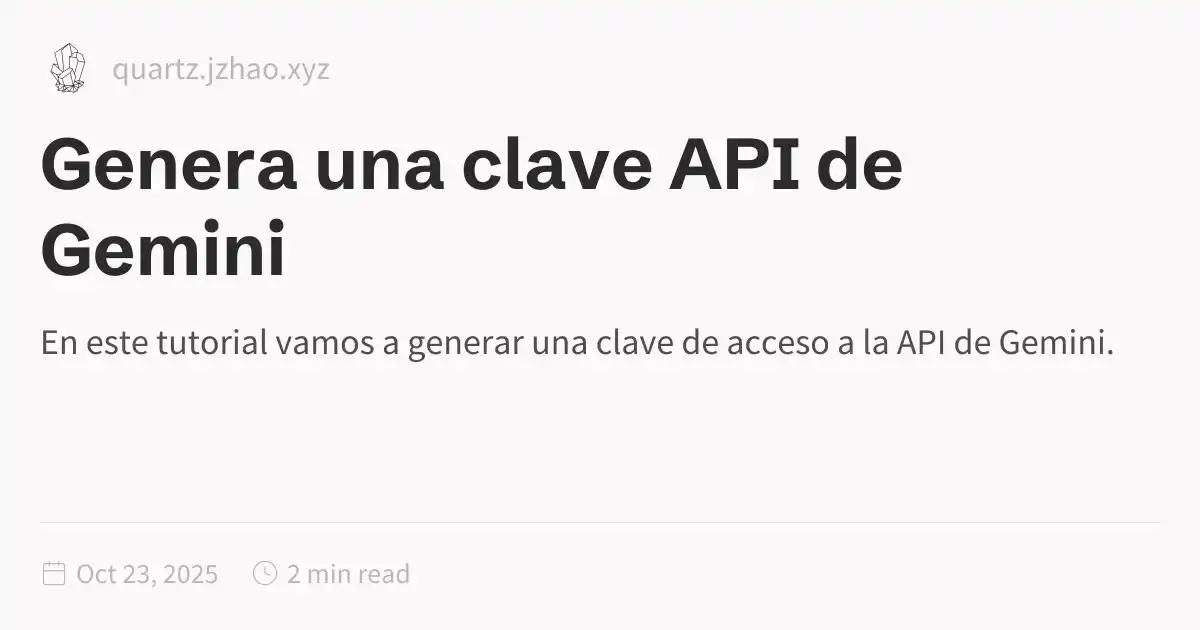 quartz.jzhao.xyz
Genera una clave API de
Gemini
En este tutorial vamos a generar una clave de acceso a la API de Gemini.
Oct 23, 2025 2 min read